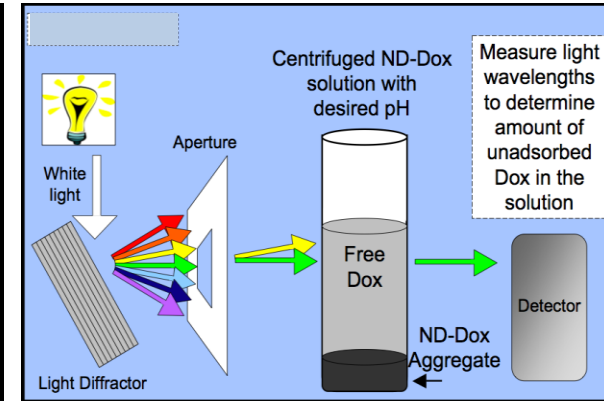 Centrifuged ND-Dox
solution with
desired pH
Measure light
wavelengths
to determine
amount of
unadsorbed
Dox in the
solution
Aperture
White
light
Free
Dox
Detector
ND-Dox
Aggregate
Light Diffractor